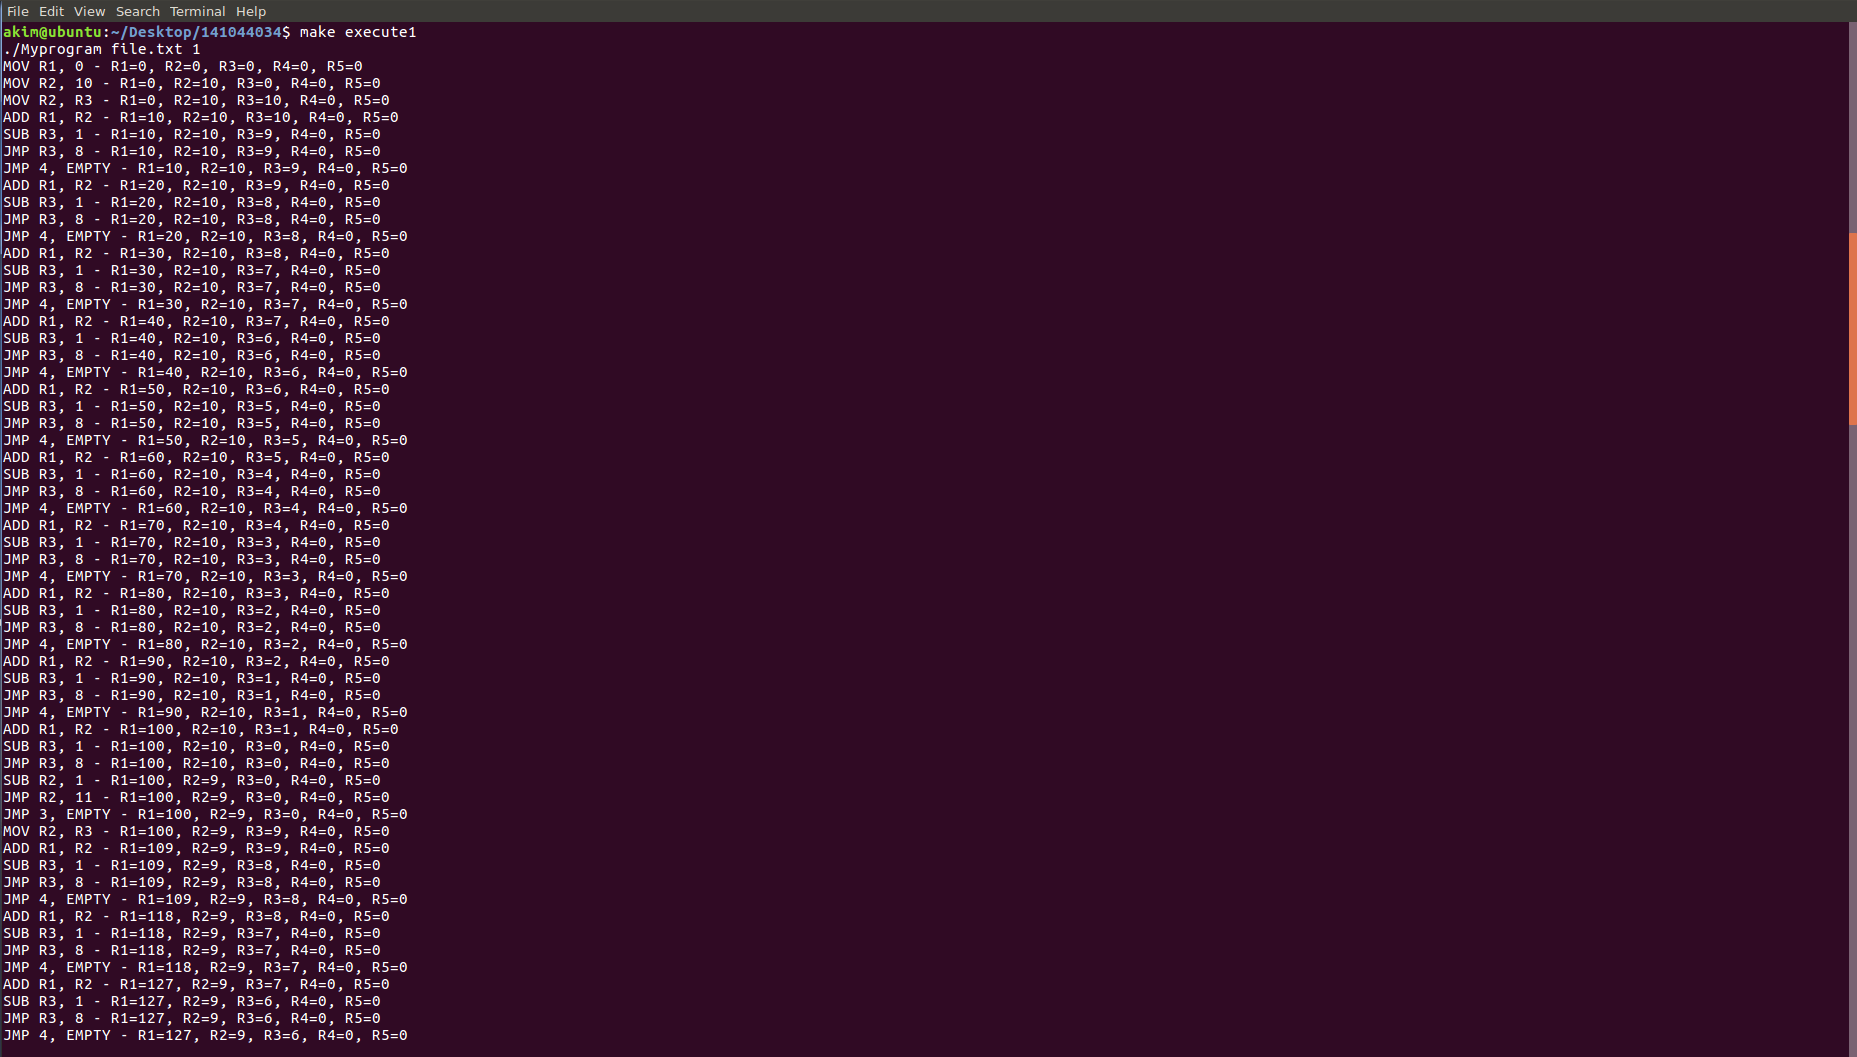 File Edit View Search Terminal Help
akim@ubuntu:~/Desktop/141044034$ make execute1
./Myprogram file.txt 1
MOV R1, 0 - R1=0, R2=0, R3=0, R4=0, R5=0
MOV R2, 10 - R1=0, R2=10, R3=0, R4=0, R5=0
MOV R2, R3 - R1=0, R2=10, R3=10, R4=0, R5=0
ADD R1, R2 - R1=10, R2=10, R3=10, R4=0, R5=0
SUB R3, 1 - R1=10, R2=10, R3=9, R4=0, R5=0
JMP R3, 8 - R1=10, R2=10, R3=9, R4=0, R5=0
JMP 4, EMPTY - R1=10, R2=10, R3=9, R4=0, R5=0
ADD R1, R2 - R1=20, R2=10, R3=9, R4=0, R5=0
SUB R3, 1 - R1=20, R2=10, R3=8, R4=0, R5=0
JMP R3, 8 - R1=20, R2=10, R3=8, R4=0, R5=0
JMP 4, EMPTY - R1=20, R2=10, R3=8, R4=0, R5=0
ADD R1, R2 - R1=30, R2=10, R3=8, R4=0, R5=0
SUB R3, 1 - R1=30, R2=10, R3=7, R4=0, R5=0
JMP R3, 8 - R1=30, R2=10, R3=7, R4=0, R5=0
JMP 4, EMPTY - R1=30, R2=10, R3=7, R4=0, R5=0
ADD R1, R2 - R1=40, R2=10, R3=7, R4=0, R5=0
SUB R3, 1 - R1=40, R2=10, R3=6, R4=0, R5=0
JMP R3, 8 - R1=40, R2=10, R3=6, R4=0, R5=0
JMP 4, EMPTY - R1=40, R2=10, R3=6, R4=0, R5=0
ADD R1, R2 - R1=50, R2=10, R3=6, R4=0, R5=0
SUB R3, 1 - R1=50, R2=10, R3=5, R4=0, R5=0
JMP R3, 8 - R1=50, R2=10, R3=5, R4=0, R5=0
JMP 4, EMPTY - R1=50, R2=10, R3=5, R4=0, R5=0
ADD R1, R2 - R1=60, R2=10, R3=5, R4=0, R5=0
SUB R3, 1 - R1=60, R2=10, R3=4, R4=0, R5=0
JMP R3, 8 - R1=60, R2=10, R3=4, R4=0, R5=0
JMP 4, EMPTY - R1=60, R2=10, R3=4, R4=0, R5=0
ADD R1, R2 - R1=70, R2=10, R3=4, R4=0, R5=0
SUB R3, 1 - R1=70, R2=10, R3=3, R4=0, R5=0
JMP R3, 8 - R1=70, R2=10, R3=3, R4=0, R5=0
JMP 4, EMPTY - R1=70, R2=10, R3=3, R4=0, R5=0
ADD R1, R2 - R1=80, R2=10, R3=3, R4=0, R5=0
SUB R3, 1 - R1=80, R2=10, R3=2, R4=0, R5=0
JMP R3, 8 - R1=80, R2=10, R3=2, R4=0, R5=0
JMP 4, EMPTY - R1=80, R2=10, R3=2, R4=0, R5=0
ADD R1, R2 - R1=90, R2=10, R3=2, R4=0, R5=0
SUB R3, 1 - R1=90, R2=10, R3=1, R4=0, R5=0
JMP R3, 8 - R1=90, R2=10, R3=1, R4=0, R5=0
JMP 4, EMPTY - R1=90, R2=10, R3=1, R4=0, R5=0
ADD R1, R2 - R1=100, R2=10, R3=1, R4=0, R5=0
SUB R3, 1 - R1=100, R2=10, R3=0, R4=0, R5=0
JMP R3, 8 - R1=100, R2=10, R3=0, R4=0, R5=0
SUB R2, 1 - R1=100, R2=9, R3=0, R4=0, R5=0
JMP R2, 11 - R1=100, R2=9, R3=0, R4=0, R5=0
JMP 3, EMPTY - R1=100, R2=9, R3=0, R4=0, R5=0
MOV R2, R3 - R1=100, R2=9, R3=9, R4=0, R5=0
ADD R1, R2 - R1=109, R2=9, R3=9, R4=0, R5=0
SUB R3, 1 - R1=109, R2=9, R3=8, R4=0, R5=0
JMP R3, 8 - R1=109, R2=9, R3=8, R4=0, R5=0
JMP 4, EMPTY - R1=109, R2=9, R3=8, R4=0, R5=0
ADD R1, R2 - R1=118, R2=9, R3=8, R4=0, R5=0
SUB R3, 1 - R1=118, R2=9, R3=7, R4=0, R5=0
JMP R3, 8 - R1=118, R2=9, R3=7, R4=0, R5=0
JMP 4, EMPTY - R1=118, R2=9, R3=7, R4=0, R5=0
ADD R1, R2 - R1=127, R2=9, R3=7, R4=0, R5=0
SUB R3, 1 - R1=127, R2=9, R3=6, R4=0, R5=0
JMP R3, 8 - R1=127, R2=9, R3=6, R4=0, R5=0
JMP 4, EMPTY - R1=127, R2=9, R3=6, R4=0, R5=0